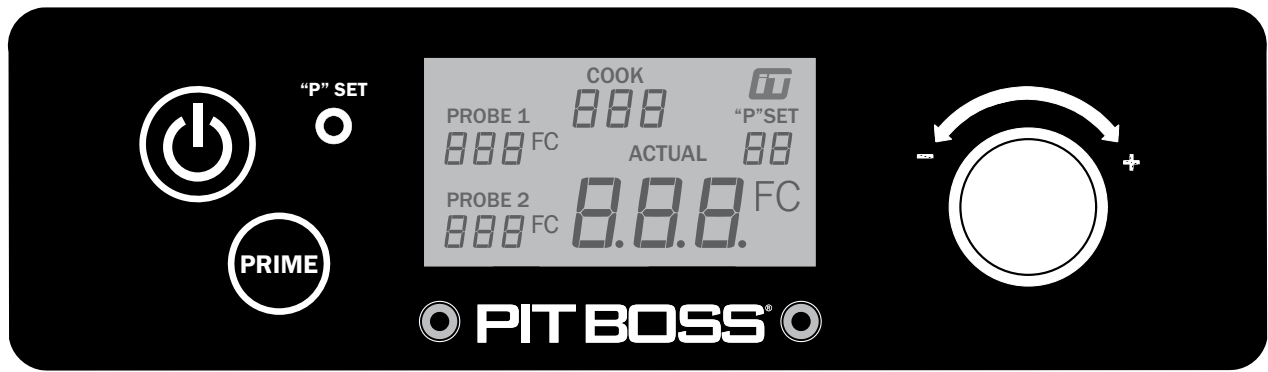 “P” SET
PRIME
COOK
888
iT
PROBE 1
888 FC
“P”SET
88
ACTUAL
8.8.8. FC
PROBE 2
888 FC
-
+
PIT BOSS®